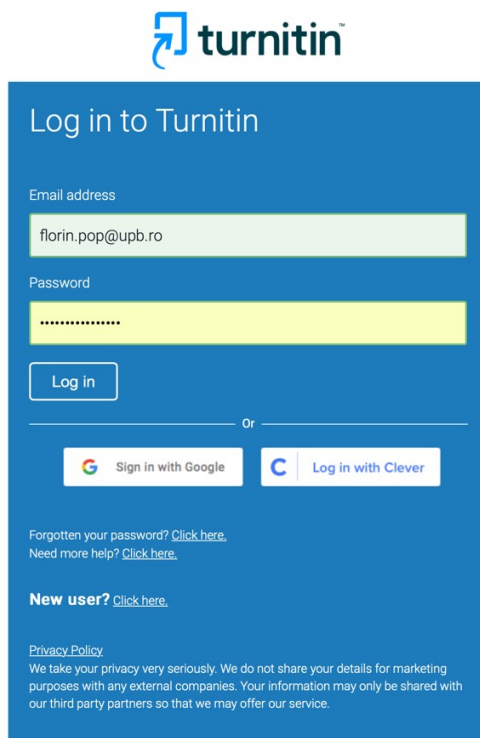 turnitin™
Log in to Turnitin
Email address
florin.pop@upb.ro
Password
••••••••••••••••
Log in
Or
Sign in with Google
C Log in with Clever
Forgotten your password? Click here.
Need more help? Click here.
New user? Click here.
Privacy Policy
We take your privacy very seriously. We do not share your details for marketing
purposes with any external companies. Your information may only be shared with
our third party partners so that we may offer our service.